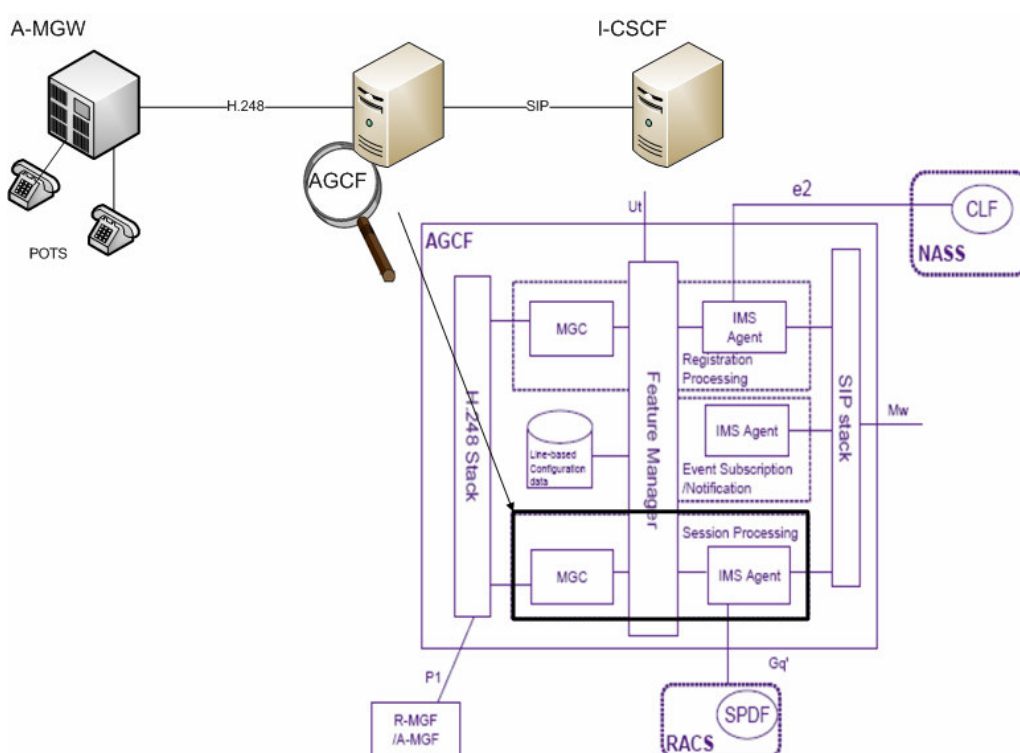 A-MGW
I-CSCF
H.248
SIP
AGCF
POTS
Ut
e2
CLF
NASS
AGCF
MGC
IMS
Agent
Registration
Processing
H.248 Stack
Feature Manager
SIP stack
Mw
Line-based
Configuration
data
IMS Agent
Event Subscription
/Notification
Session Processing
MGC
IMS Agent
P1
Gq'
R-MGF
/A-MGF
SPDF
RACS